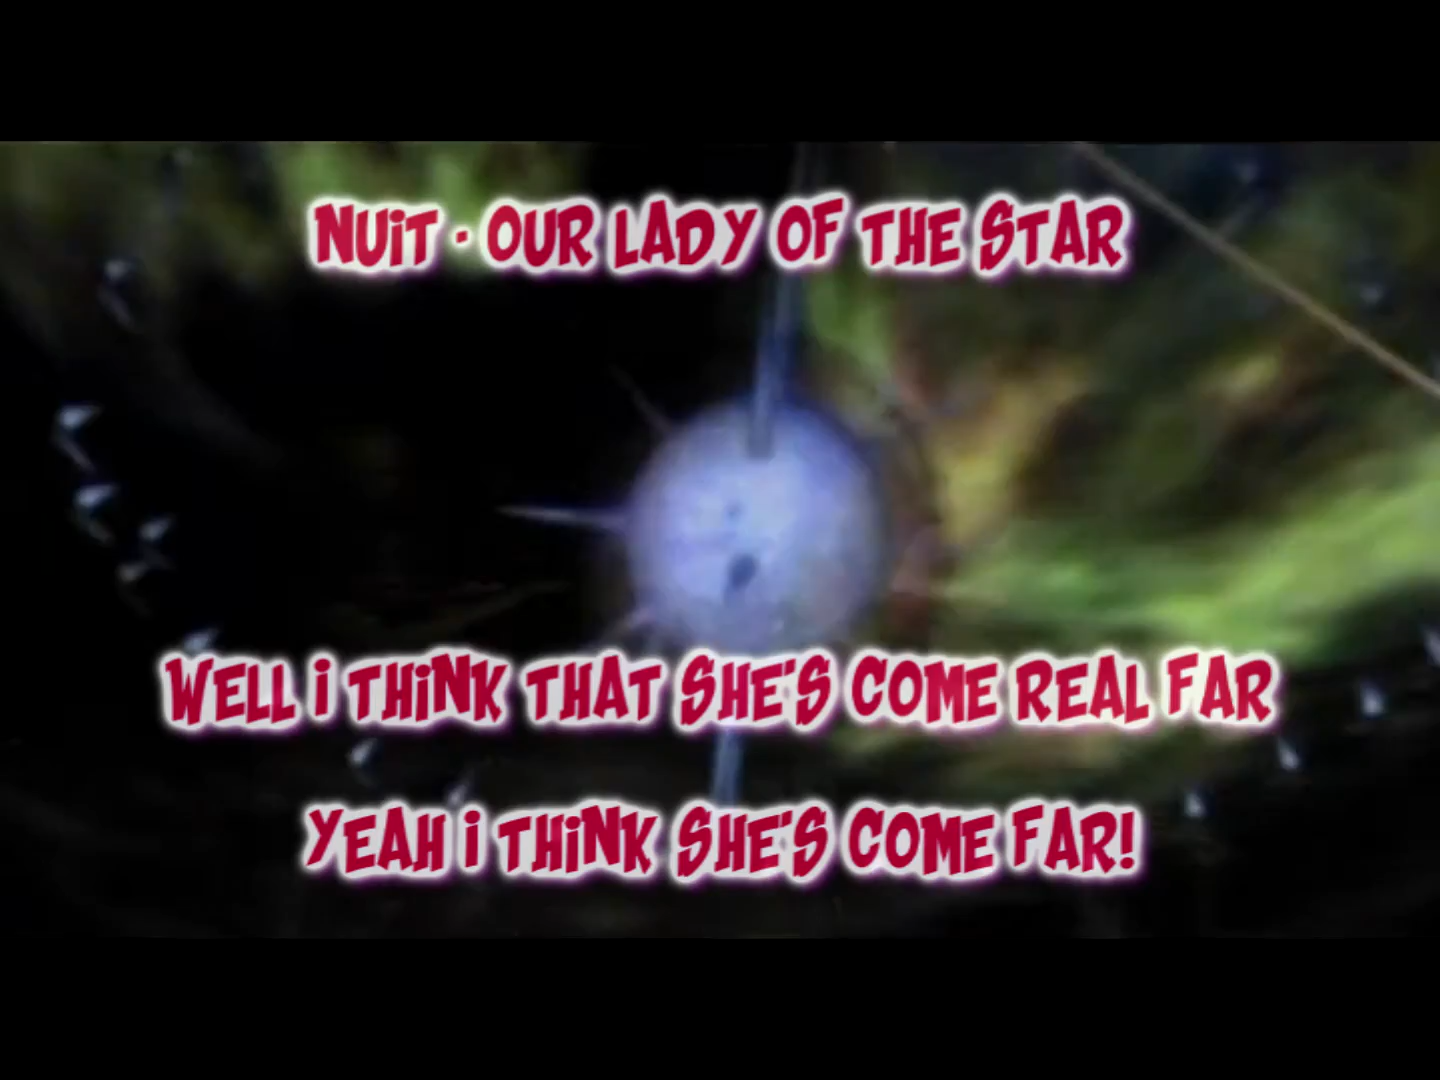 NUiT - OUR LADY OF THE STAR
WELL i THiNK THAT SHE'S COME REAL FAR
YEAH i THiNK SHE'S COME FAR!